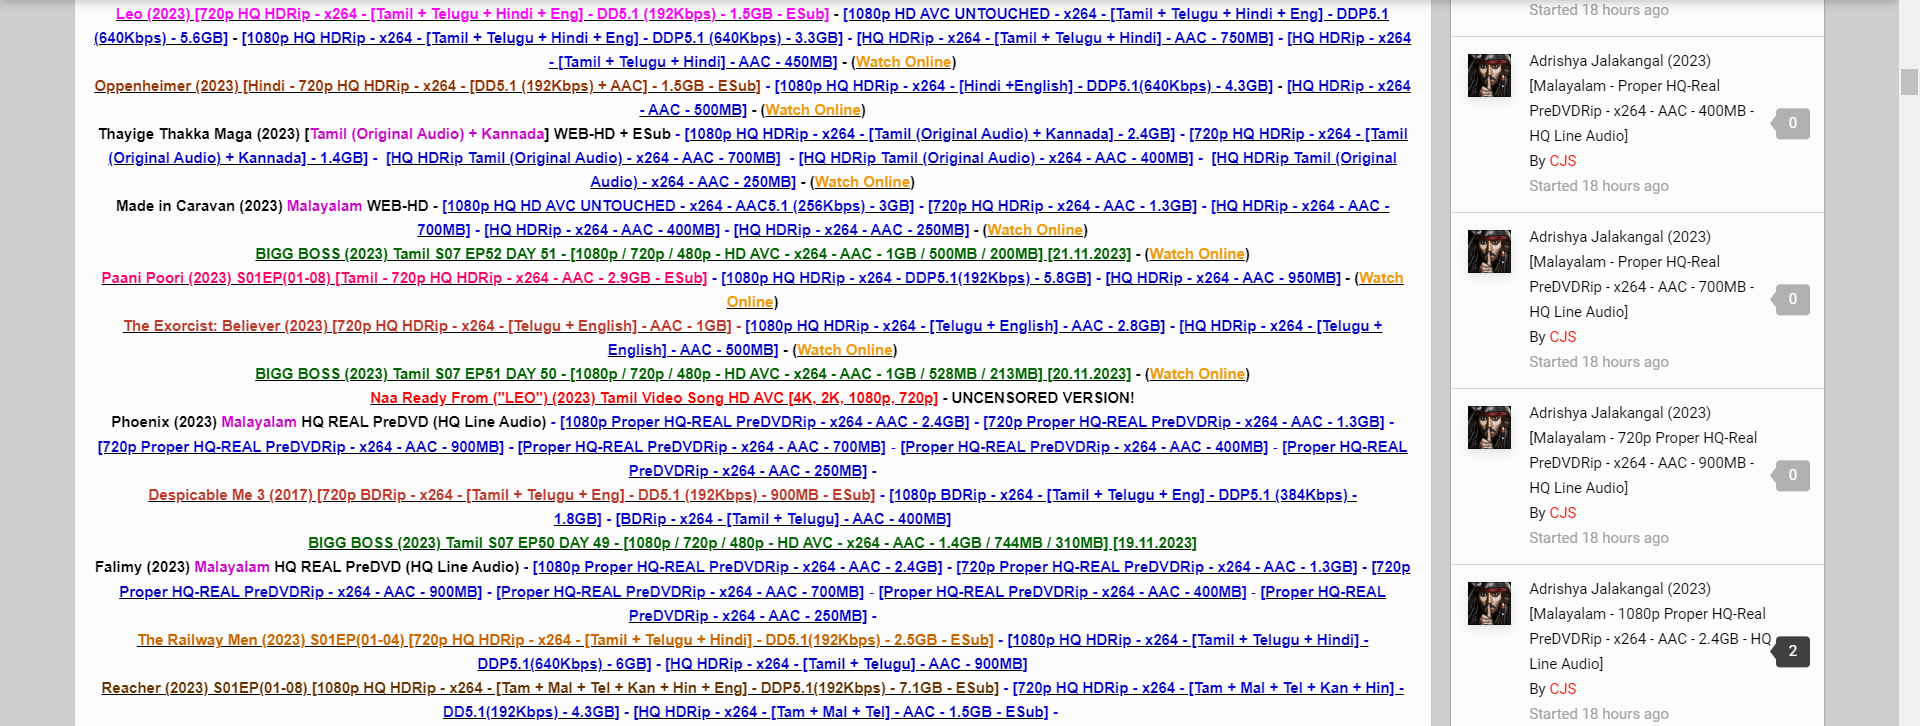 Leo (2023) [720p HQ HDRip - x264 - [Tamil + Telugu + Hindi + Eng] - DD5.1 (192Kbps) - 1.5GB - ESub] - [1080p HD AVC UNTOUCHED - x264 - [Tamil + Telugu + Hindi + Eng] - DDP5.1
(640Kbps) - 5.6GB] - [1080p HQ HDRip - x264 - [Tamil + Telugu + Hindi + Eng] - DDP5.1 (640Kbps) - 3.3GB] - [HQ HDRip - x264 - [Tamil + Telugu + Hindi] - AAC - 750MB] - [HQ HDRip - x264
- [Tamil + Telugu + Hindi] - AAC - 450MB] - (Watch Online)
Oppenheimer (2023) [Hindi - 720p HQ HDRip - x264 - [DD5.1 (192Kbps) + AAC] - 1.5GB - ESub] - [1080p HQ HDRip - x264 - [Hindi +English] - DDP5.1(640Kbps) - 4.3GB] - [HQ HDRip - x264
- AAC - 500MB] - (Watch Online)
Thayige Thakka Maga (2023) [Tamil (Original Audio) + Kannada] WEB-HD + ESub - [1080p HQ HDRip - x264 - [Tamil (Original Audio) + Kannada] - 2.4GB] - [720p HQ HDRip - x264 - [Tamil
(Original Audio) + Kannada] - 1.4GB] - [HQ HDRip Tamil (Original Audio) - x264 - AAC - 700MB] - [HQ HDRip Tamil (Original Audio) - x264 - AAC - 400MB] - [HQ HDRip Tamil (Original
Audio) - x264 - AAC - 250MB] - (Watch Online)
Made in Caravan (2023) Malayalam WEB-HD - [1080p HQ HD AVC UNTOUCHED - x264 - AAC5.1 (256Kbps) - 3GB] - [720p HQ HDRip - x264 - AAC - 1.3GB] - [HQ HDRip - x264 - AAC -
700MB] - [HQ HDRip - x264 - AAC - 400MB] - [HQ HDRip - x264 - AAC - 250MB] - (Watch Online)
BIGG BOSS (2023) Tamil S07 EP52 DAY 51 - [1080p / 720p / 480p - HD AVC - x264 - AAC - 1GB / 500MB / 200MB] [21.11.2023] - (Watch Online)
Paani Poori (2023) S01EP(01-08) [Tamil - 720p HQ HDRip - x264 - AAC - 2.9GB - ESub] - [1080p HQ HDRip - x264 - DDP5.1(192Kbps) - 5.8GB] - [HQ HDRip - x264 - AAC - 950MB] - (Watch
Online)
The Exorcist: Believer (2023) [720p HQ HDRip - x264 - [Telugu + English] - AAC - 1GB] - [1080p HQ HDRip - x264 - [Telugu + English] - AAC - 2.8GB] - [HQ HDRip - x264 - [Telugu +
English] - AAC - 500MB] - (Watch Online)
BIGG BOSS (2023) Tamil S07 EP51 DAY 50 - [1080p / 720p / 480p - HD AVC - x264 - AAC - 1GB / 528MB / 213MB] [20.11.2023] - (Watch Online)
Naa Ready From ("LEO") (2023) Tamil Video Song HD AVC [4K, 2K, 1080p, 720p] - UNCENSORED VERSION!
Phoenix (2023) Malayalam HQ REAL PreDVD (HQ Line Audio) - [1080p Proper HQ-REAL PreDVDRip - x264 - AAC - 2.4GB] - [720p Proper HQ-REAL PreDVDRip - x264 - AAC - 1.3GB] -
[720p Proper HQ-REAL PreDVDRip - x264 - AAC - 900MB] - [Proper HQ-REAL PreDVDRip - x264 - AAC - 700MB] - [Proper HQ-REAL PreDVDRip - x264 - AAC - 400MB] - [Proper HQ-REAL
PreDVDRip - x264 - AAC - 250MB] -
Despicable Me 3 (2017) [720p BDRip - x264 - [Tamil + Telugu + Eng] - DD5.1 (192Kbps) - 900MB - ESub] - [1080p BDRip - x264 - [Tamil + Telugu + Eng] - DDP5.1 (384Kbps) -
1.8GB] - [BDRip - x264 - [Tamil + Telugu] - AAC - 400MB]
BIGG BOSS (2023) Tamil S07 EP50 DAY 49 - [1080p / 720p / 480p - HD AVC - x264 - AAC - 1.4GB / 744MB / 310MB] [19.11.2023]
Falimy (2023) Malayalam HQ REAL PreDVD (HQ Line Audio) - [1080p Proper HQ-REAL PreDVDRip - x264 - AAC - 2.4GB] - [720p Proper HQ-REAL PreDVDRip - x264 - AAC - 1.3GB] - [720p
Proper HQ-REAL PreDVDRip - x264 - AAC - 900MB] - [Proper HQ-REAL PreDVDRip - x264 - AAC - 700MB] - [Proper HQ-REAL PreDVDRip - x264 - AAC - 400MB] - [Proper HQ-REAL
PreDVDRip - x264 - AAC - 250MB] -
The Railway Men (2023) S01EP(01-04) [720p HQ HDRip - x264 - [Tamil + Telugu + Hindi] - DD5.1(192Kbps) - 2.5GB - ESub] - [1080p HQ HDRip - x264 - [Tamil + Telugu + Hindi] -
DDP5.1(640Kbps) - 6GB] - [HQ HDRip - x264 - [Tamil + Telugu] - AAC - 900MB]
Reacher (2023) S01EP(01-08) [1080p HQ HDRip - x264 - [Tam + Mal + Tel + Kan + Hin + Eng] - DDP5.1(192Kbps) - 7.1GB - ESub] - [720p HQ HDRip - x264 - [Tam + Mal + Tel + Kan + Hin] -
DD5.1(192Kbps) - 4.3GB] - [HQ HDRip - x264 - [Tam + Mal + Tel] - AAC - 1.5GB - ESub] -
Started 18 hours ago
Adrishya Jalakangal (2023)
[Malayalam - Proper HQ-Real
PreDVDRip - x264 - AAC - 400MB -
HQ Line Audio]
0
By CJS
Started 18 hours ago
Adrishya Jalakangal (2023)
[Malayalam - Proper HQ-Real
PreDVDRip - x264 - AAC - 700MB -
HQ Line Audio]
0
By CJS
Started 18 hours ago
Adrishya Jalakangal (2023)
[Malayalam - 720p Proper HQ-Real
PreDVDRip - x264 - AAC - 900MB -
HQ Line Audio]
0
By CJS
Started 18 hours ago
Adrishya Jalakangal (2023)
[Malayalam - 1080p Proper HQ-Real
PreDVDRip - x264 - AAC - 2.4GB - HQ
Line Audio]
2
By CJS
Started 18 hours ago